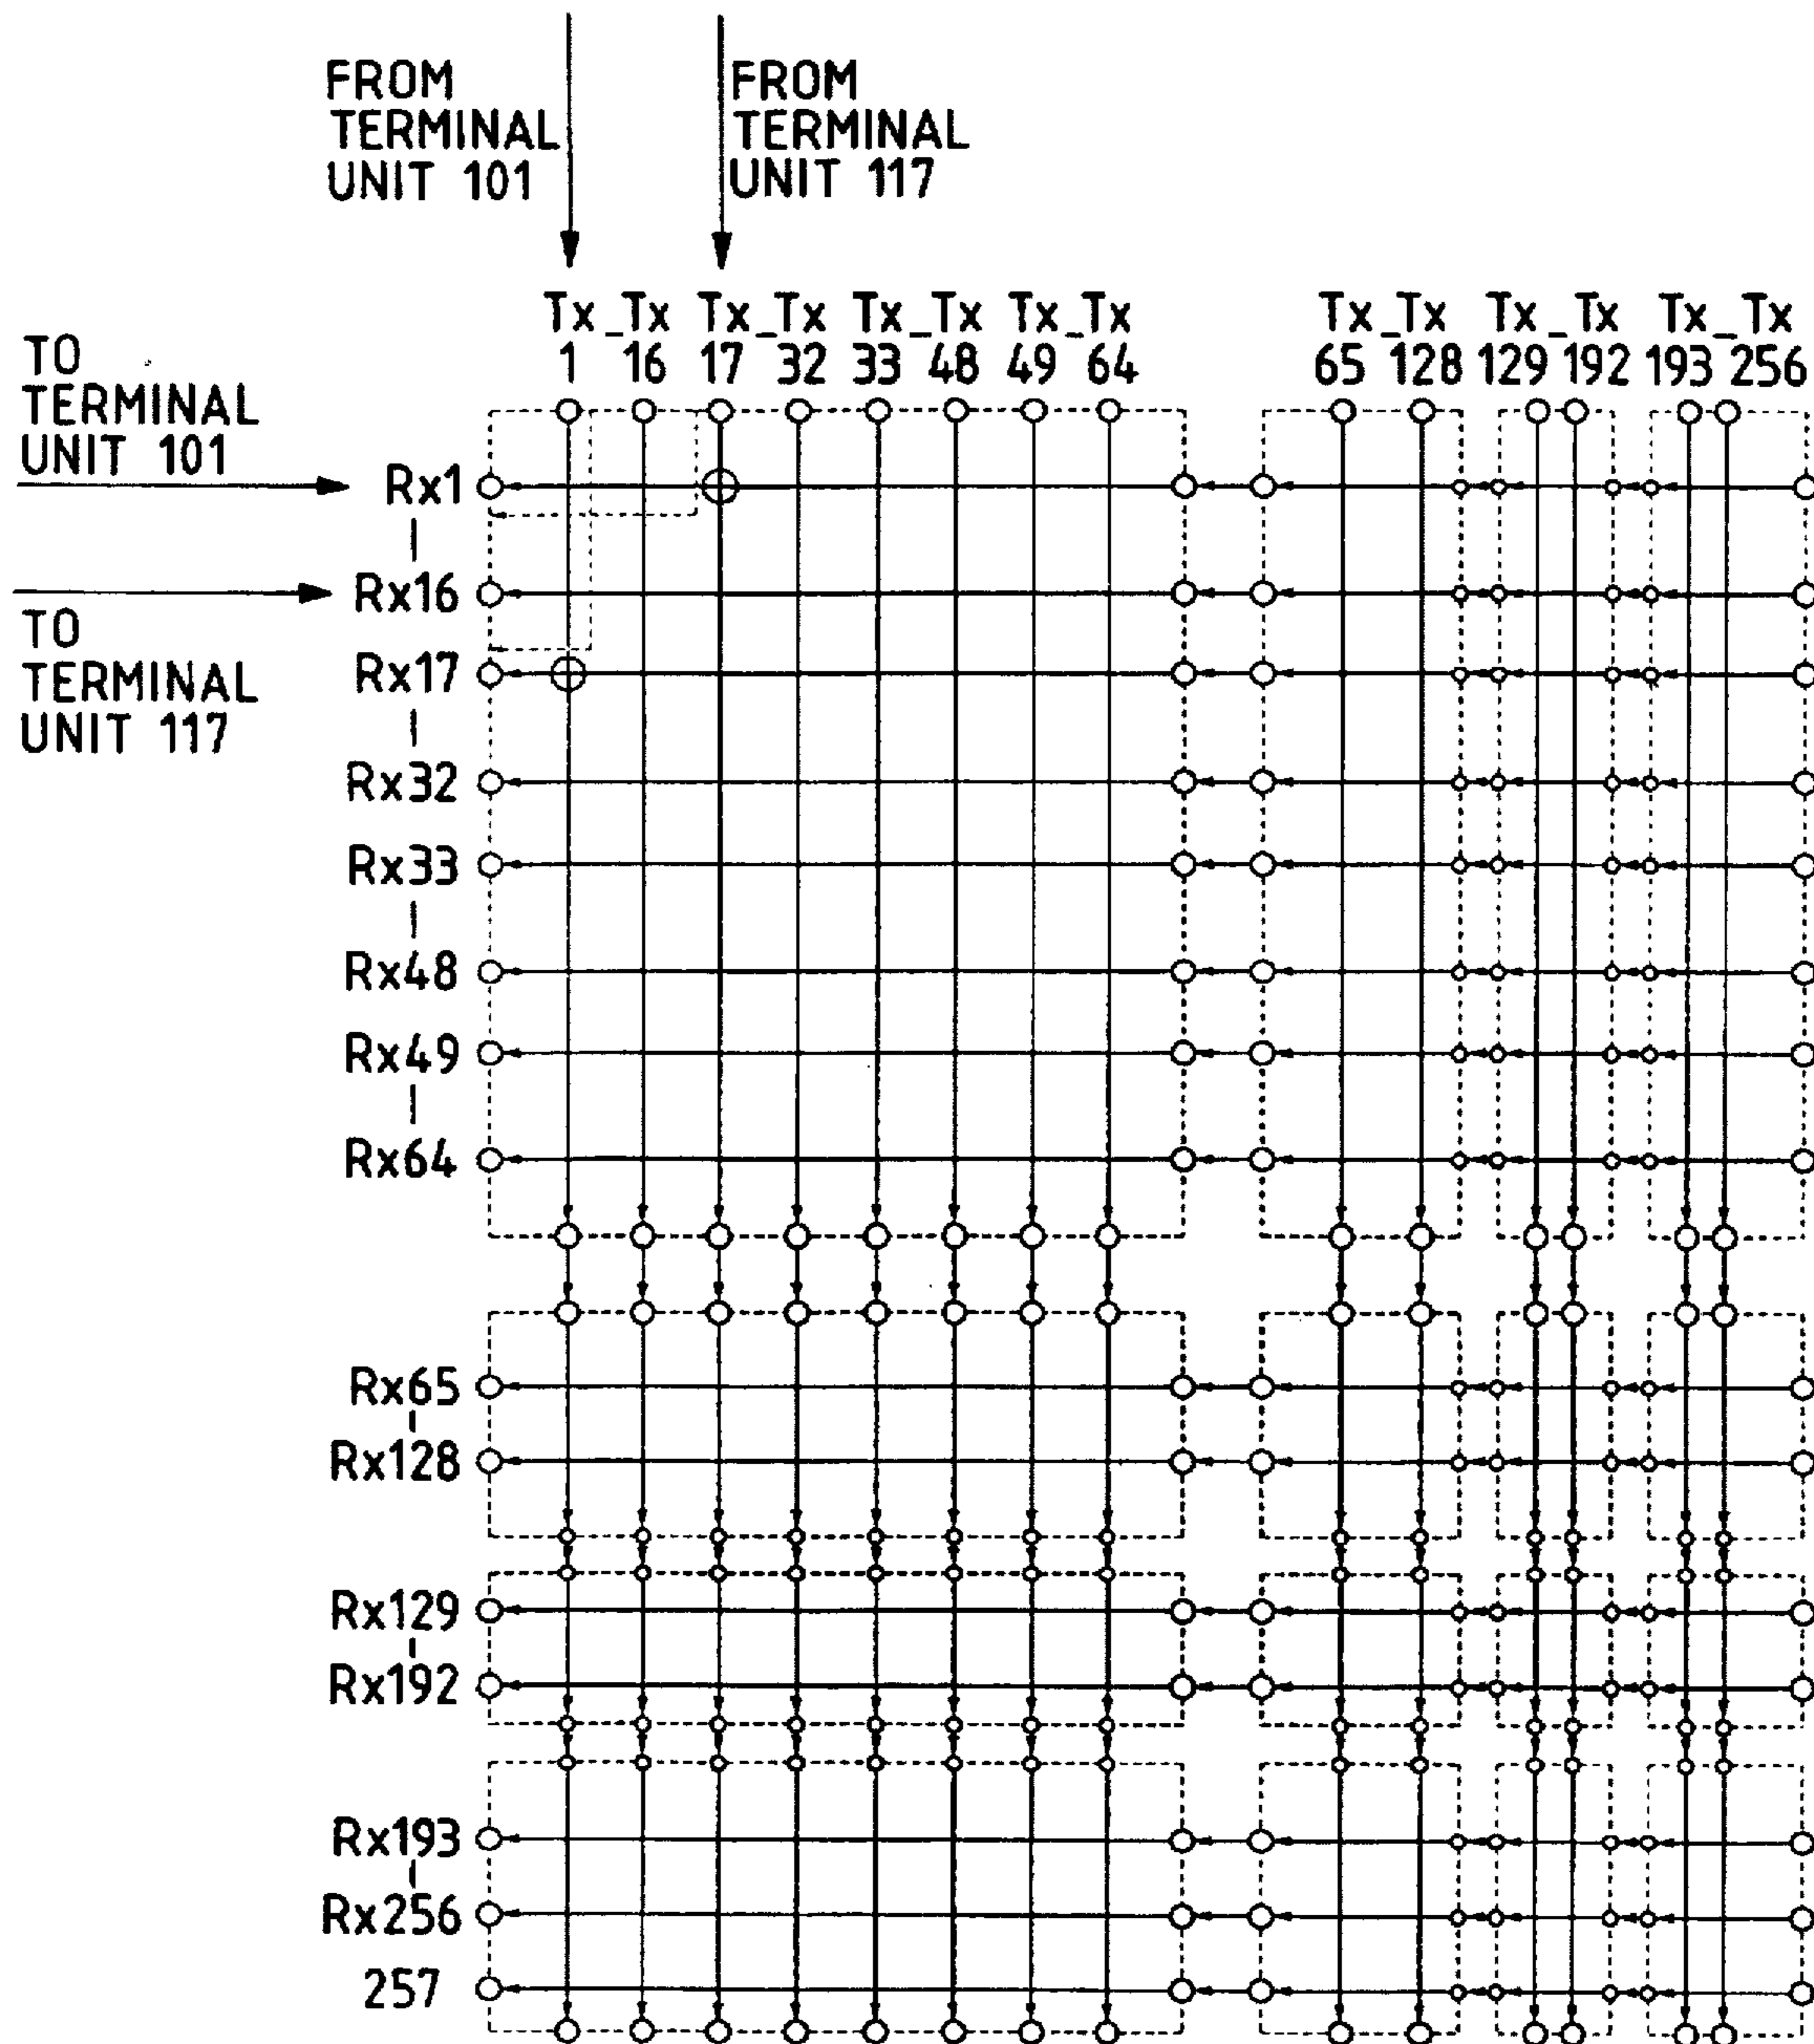 FROM
TERMINAL
UNIT 101
FROM
TERMINAL
UNIT 117
Tx_Tx Tx_Tx Tx_Tx Tx_Tx Tx_Tx Tx_Tx Tx_Tx
1 16 17 32 33 48 49 64 65 128 129 192 193 256
TO
TERMINAL
UNIT 101
Rx1
Rx16
TO
TERMINAL
UNIT 117
Rx17
Rx32
Rx33
Rx48
Rx49
Rx64
Rx65
Rx128
Rx129
Rx192
Rx193
Rx256
257